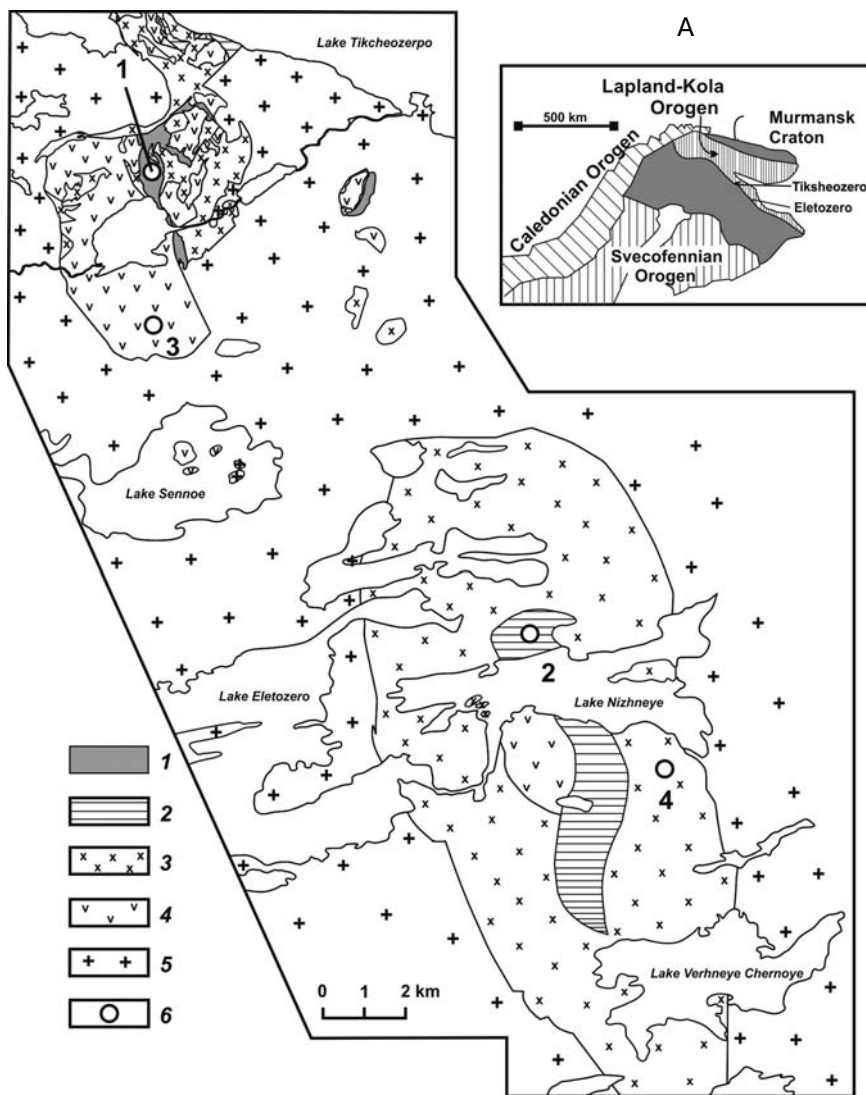 A
Lake Tikcheozerpo
1
3
500 km
Lapland-Kola
Orogen
Murmansk
Craton
Tiksheozero
Eletozero
Caledonian Orogen
Svecofennian
Orogen
Lake Sennoe
2
Lake Eletozero
Lake Nizhneye
4
1
2
3
4
5
6
0 1 2 km
Lake Verhneye Chernoye